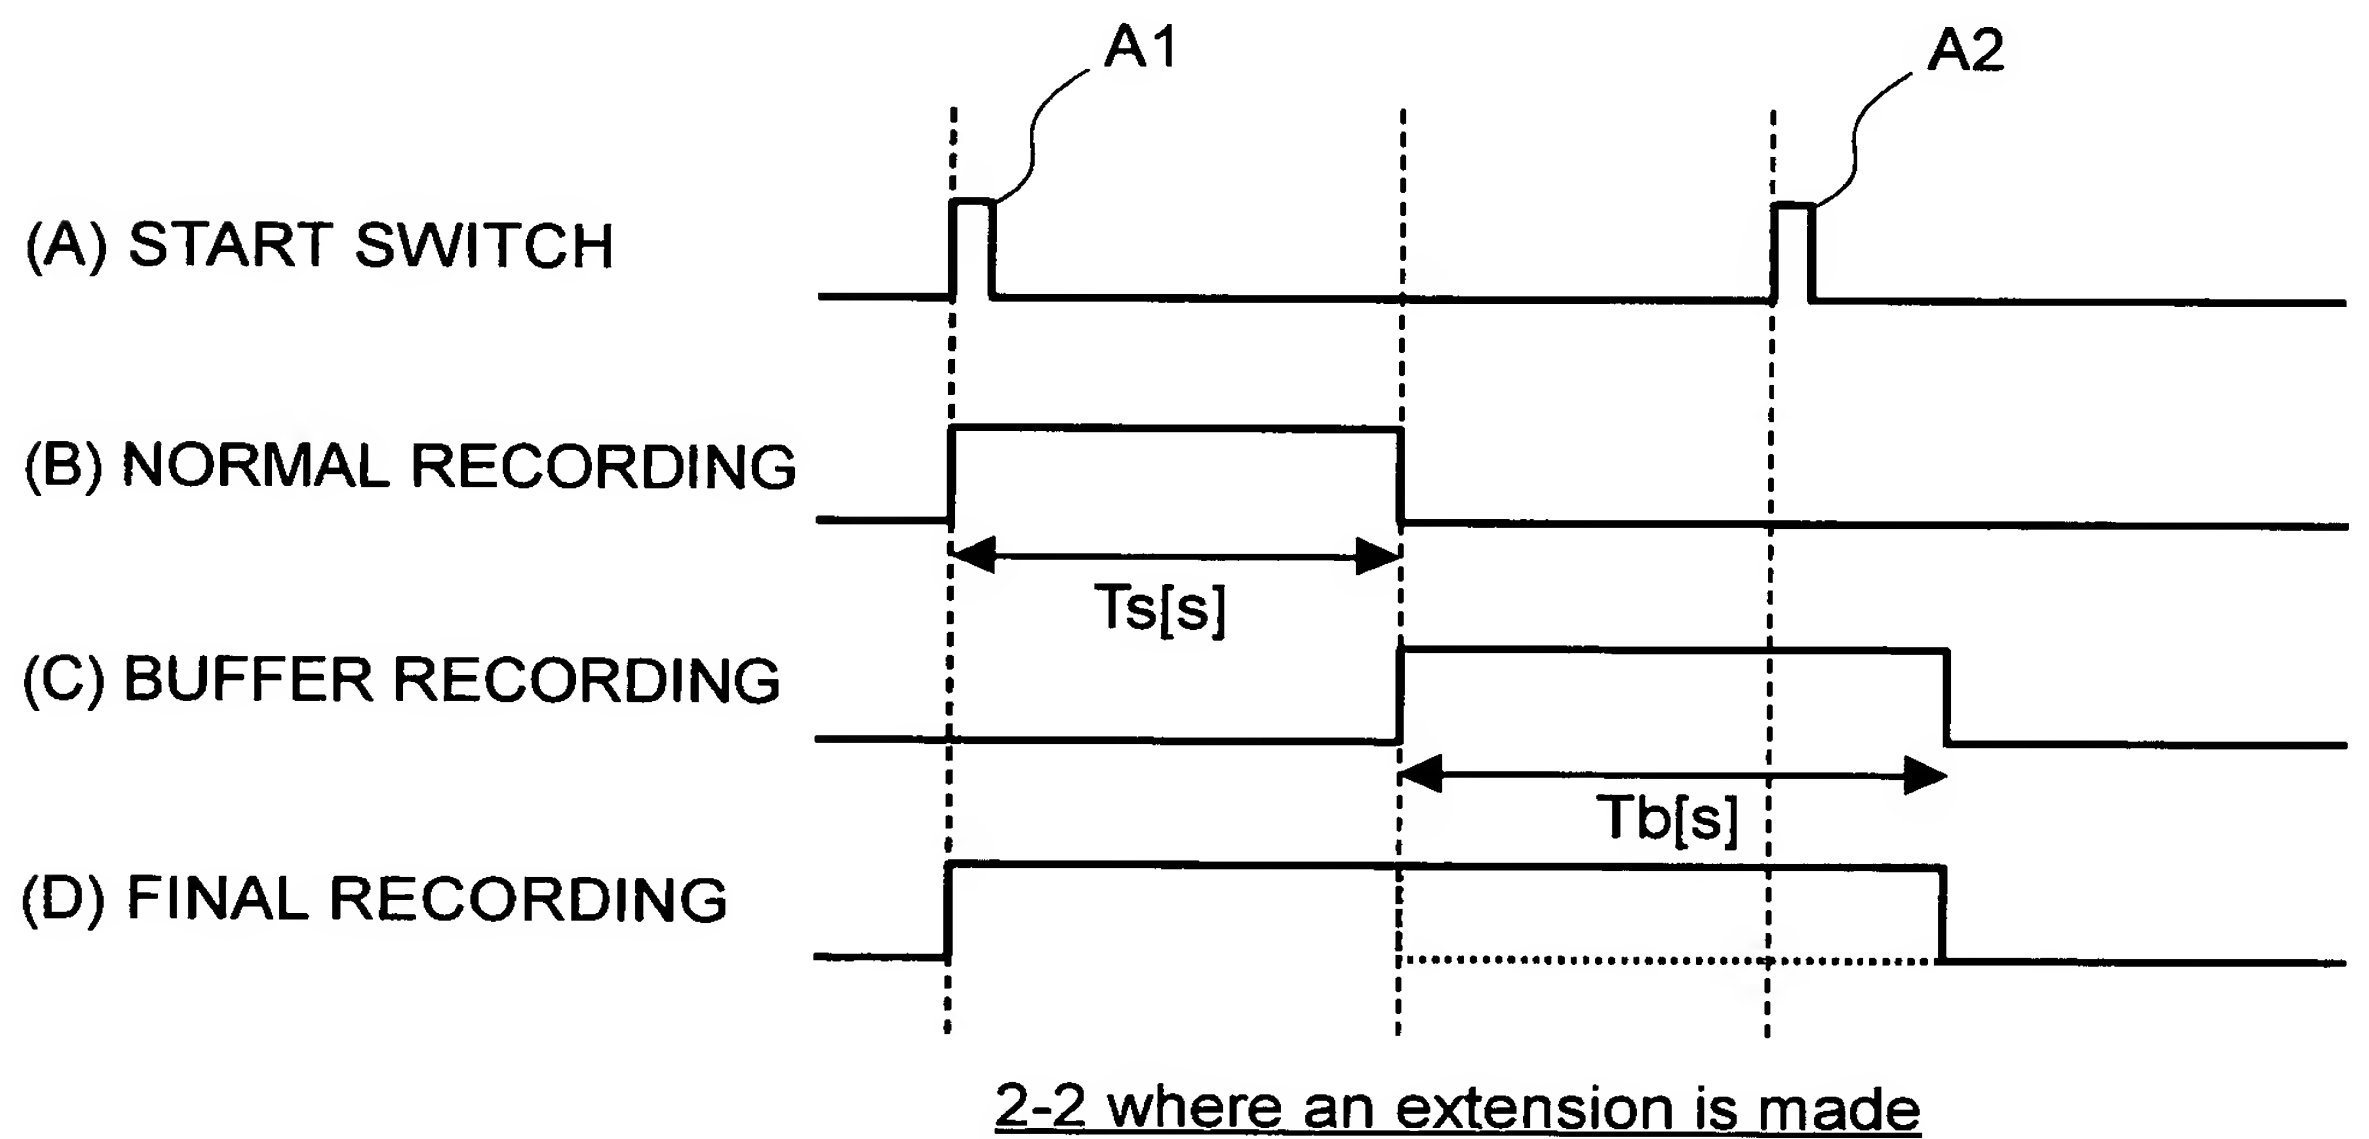 A1
A2
(A) START SWITCH
(B) NORMAL RECORDING
Ts[s]
(C) BUFFER RECORDING
Tb[s]
(D) FINAL RECORDING
2-2 where an extension is made